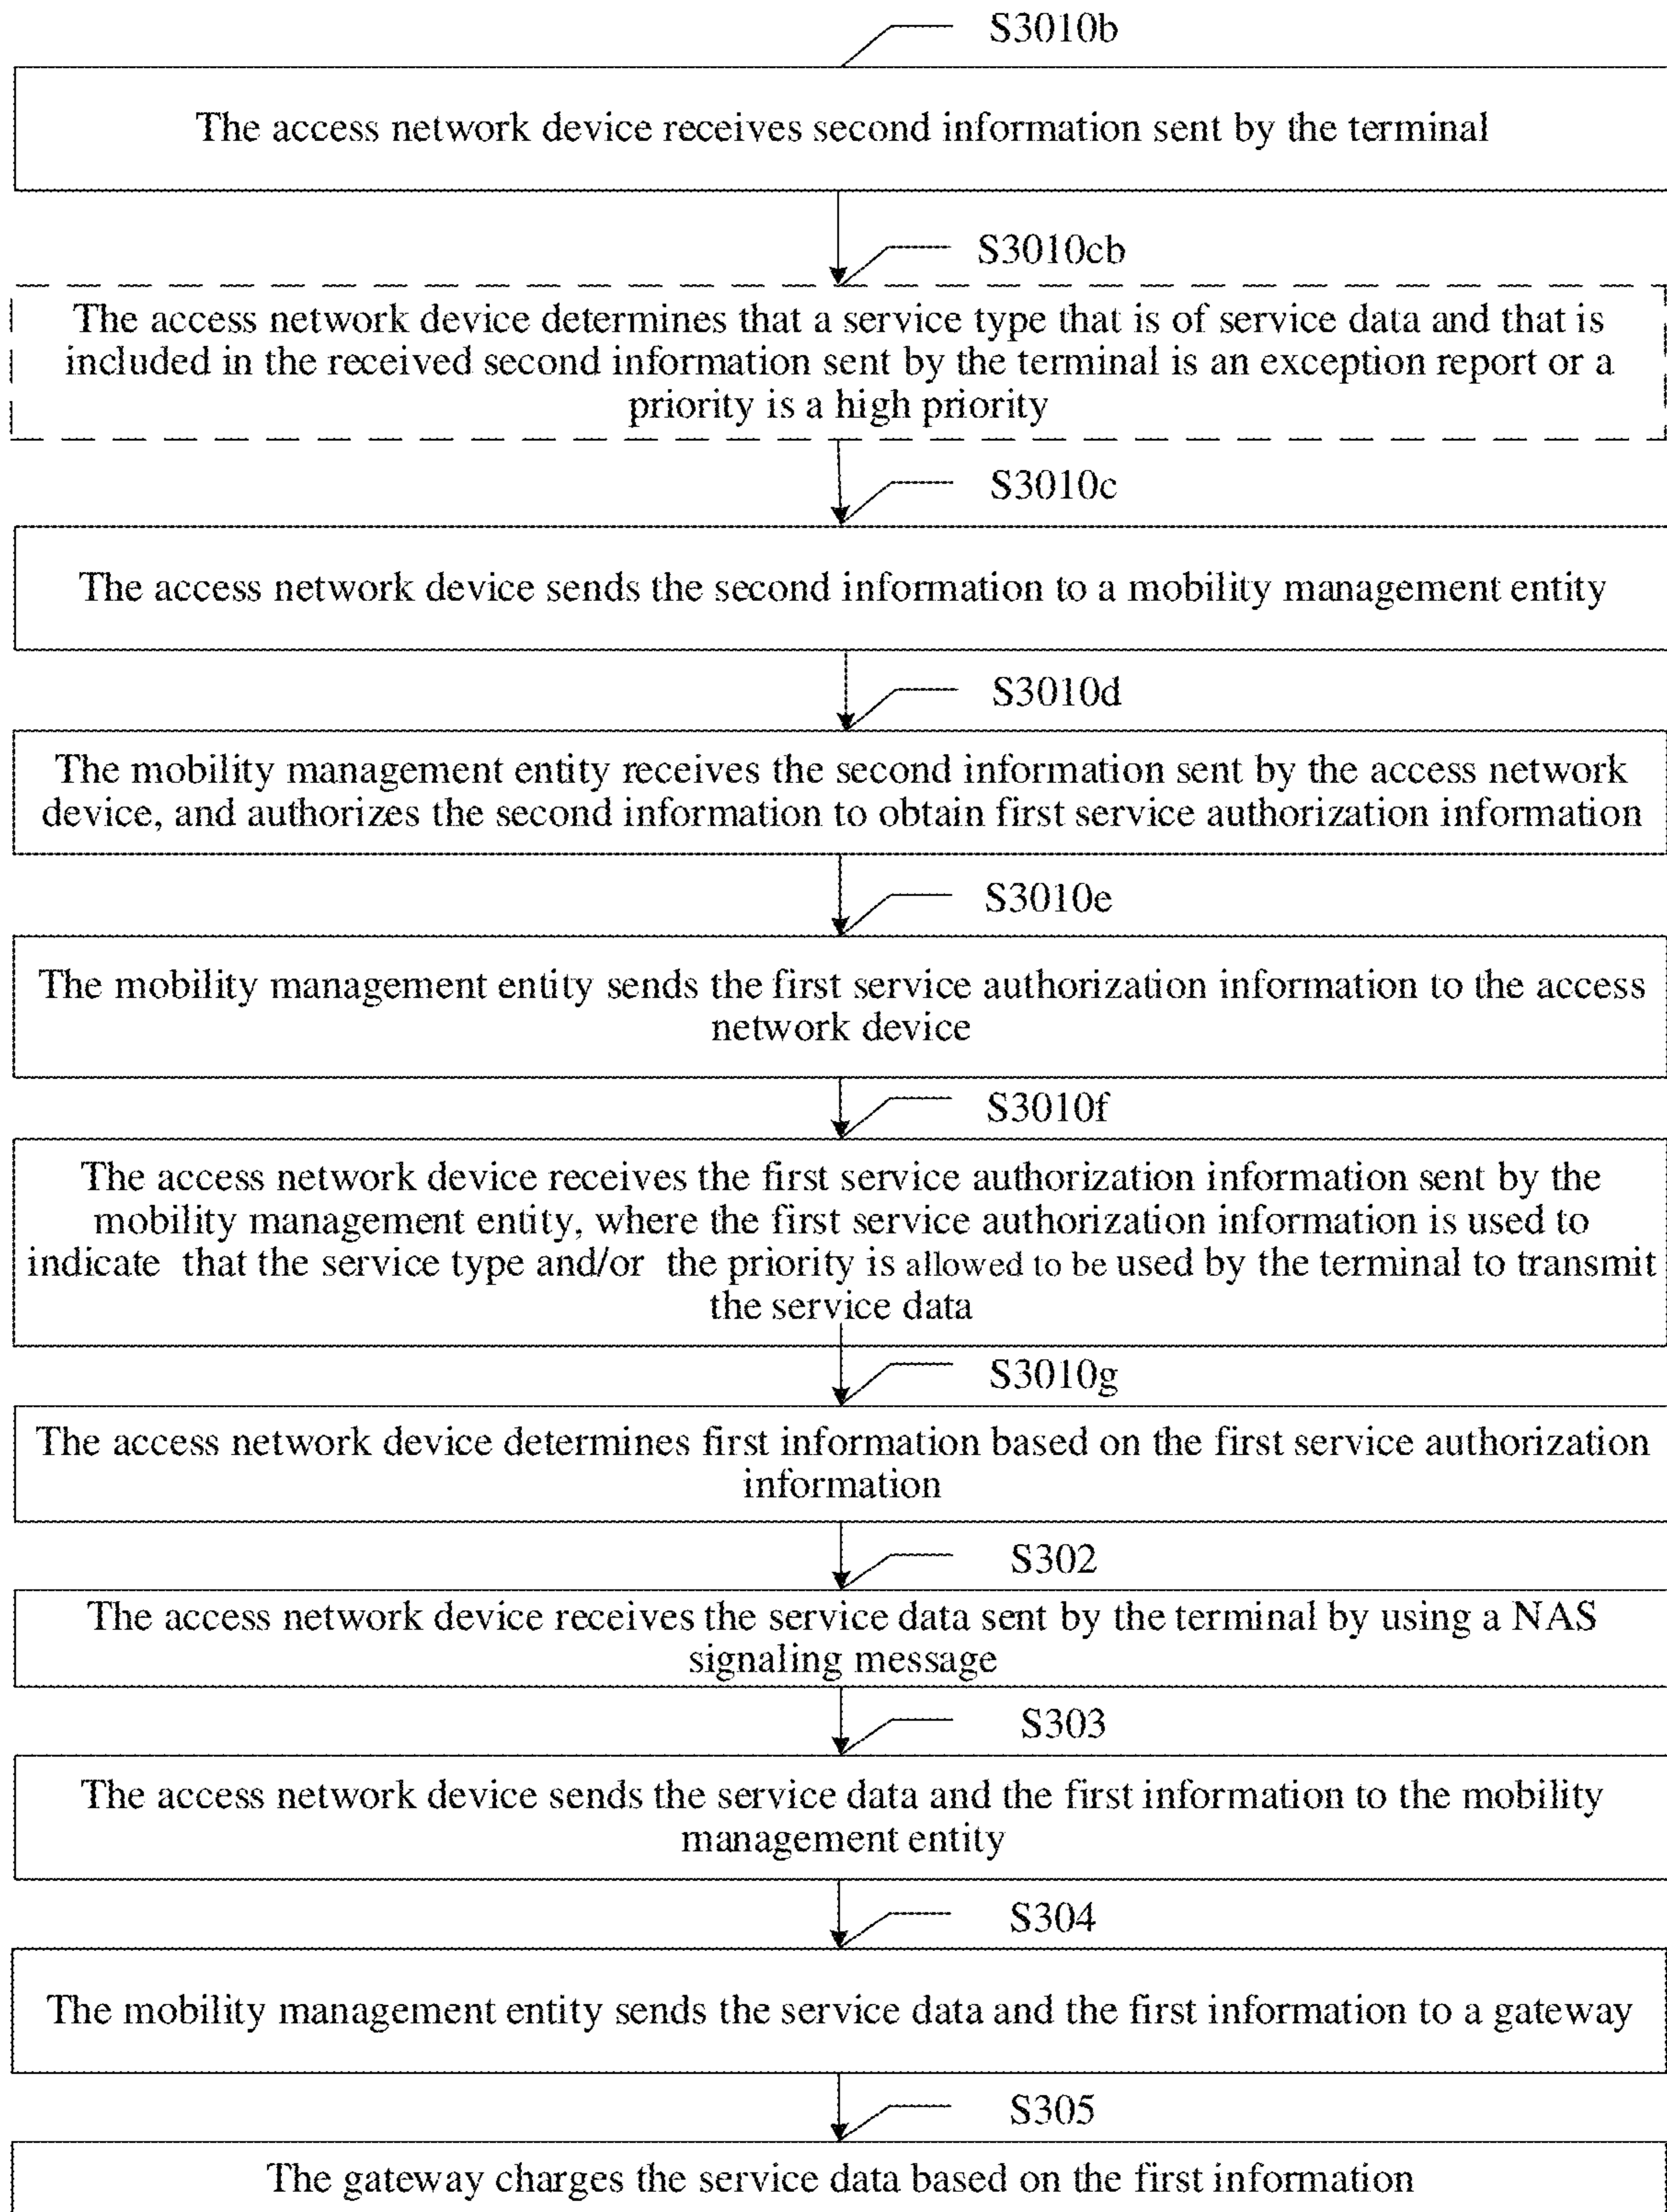 S3010b
The access network device receives second information sent by the terminal
S3010cb
The access network device determines that a service type that is of service data and that is
included in the received second information sent by the terminal is an exception report or a
priority is a high priority
S3010c
The access network device sends the second information to a mobility management entity
S3010d
The mobility management entity receives the second information sent by the access network
device, and authorizes the second information to obtain first service authorization information
S3010e
The mobility management entity sends the first service authorization information to the access
network device
S3010f
The access network device receives the first service authorization information sent by the
mobility management entity, where the first service authorization information is used to
indicate that the service type and/or the priority is allowed to be used by the terminal to transmit
the service data
S3010g
The access network device determines first information based on the first service authorization
information
S302
The access network device receives the service data sent by the terminal by using a NAS
signaling message
S303
The access network device sends the service data and the first information to the mobility
management entity
S304
The mobility management entity sends the service data and the first information to a gateway
S305
The gateway charges the service data based on the first information